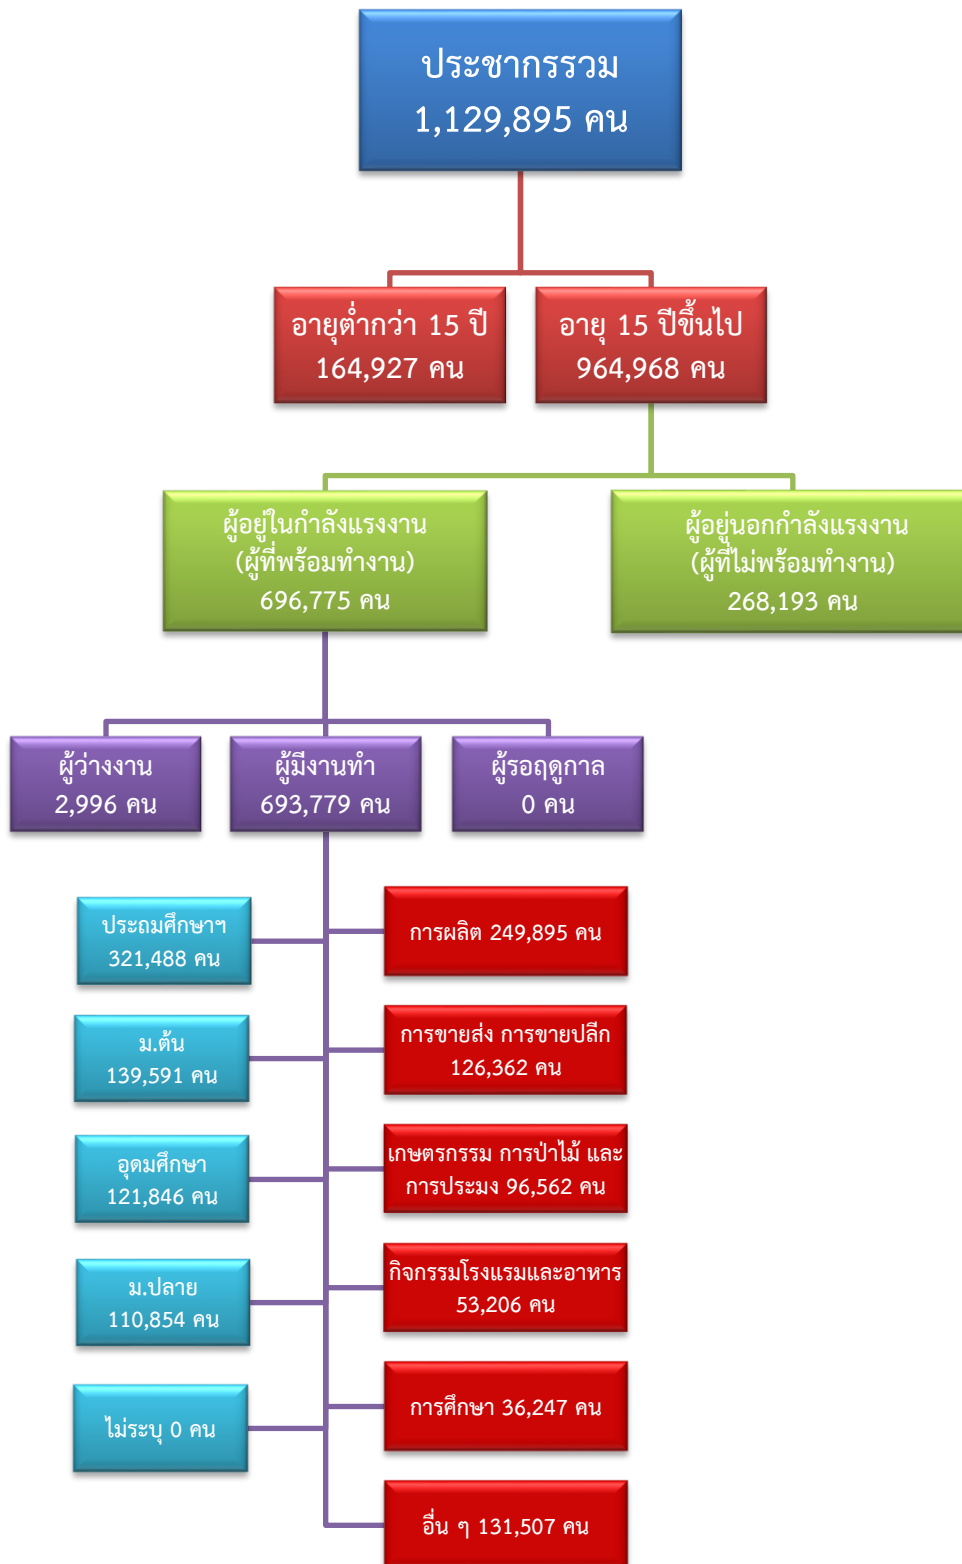 ประชากรรวม
1,129,895 คน
อายุต่ำกว่า 15 ปี
164,927 คน
อายุ 15 ปีขึ้นไป
964,968 คน
ผู้อยู่ในกำลังแรงงาน
(ผู้ที่พร้อมทำงาน)
696,775 คน
ผู้อยู่นอกกำลังแรงงาน
(ผู้ที่ไม่พร้อมทำงาน)
268,193 คน
ผู้ว่างงาน
2,996 คน
ผู้มีงานทำ
693,779 คน
ผู้รอฤดูกาล
0 คน
ประถมศึกษาฯ
321,488 คน
ม.ต้น
139,591 คน
อุดมศึกษา
121,846 คน
ม.ปลาย
110,854 คน
ไม่ระบุ 0 คน
การผลิต 249,895 คน
การขายส่ง การขายปลีก
126,362 คน
เกษตรกรรม การป่าไม้ และ
การประมง 96,562 คน
กิจกรรมโรงแรมและอาหาร
53,206 คน
การศึกษา 36,247 คน
อื่น ๆ 131,507 คน